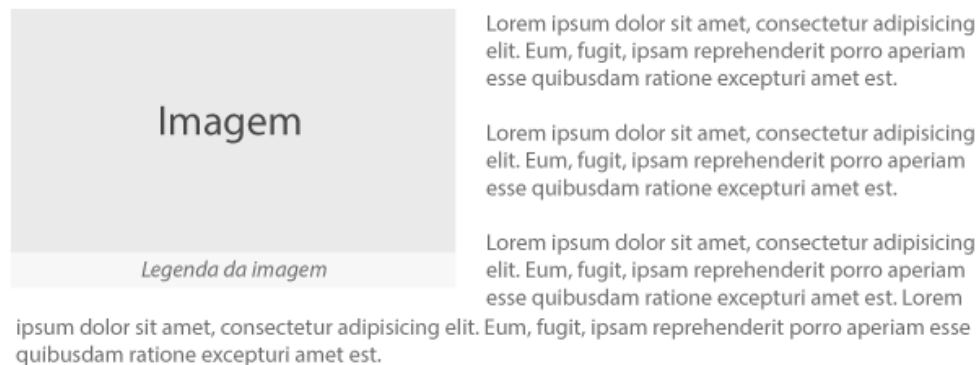 Imagem
Legenda da imagem
Lorem ipsum dolor sit amet, consectetur adipisicing
elit. Eum, fugit, ipsam reprehenderit porro aperiam
esse quibusdam ratione excepturi amet est.
Lorem ipsum dolor sit amet, consectetur adipisicing
elit. Eum, fugit, ipsam reprehenderit porro aperiam
esse quibusdam ratione excepturi amet est.
Lorem ipsum dolor sit amet, consectetur adipisicing
elit. Eum, fugit, ipsam reprehenderit porro aperiam
esse quibusdam ratione excepturi amet est. Lorem
ipsum dolor sit amet, consectetur adipisicing elit. Eum, fugit, ipsam reprehenderit porro aperiam esse
quibusdam ratione excepturi amet est.